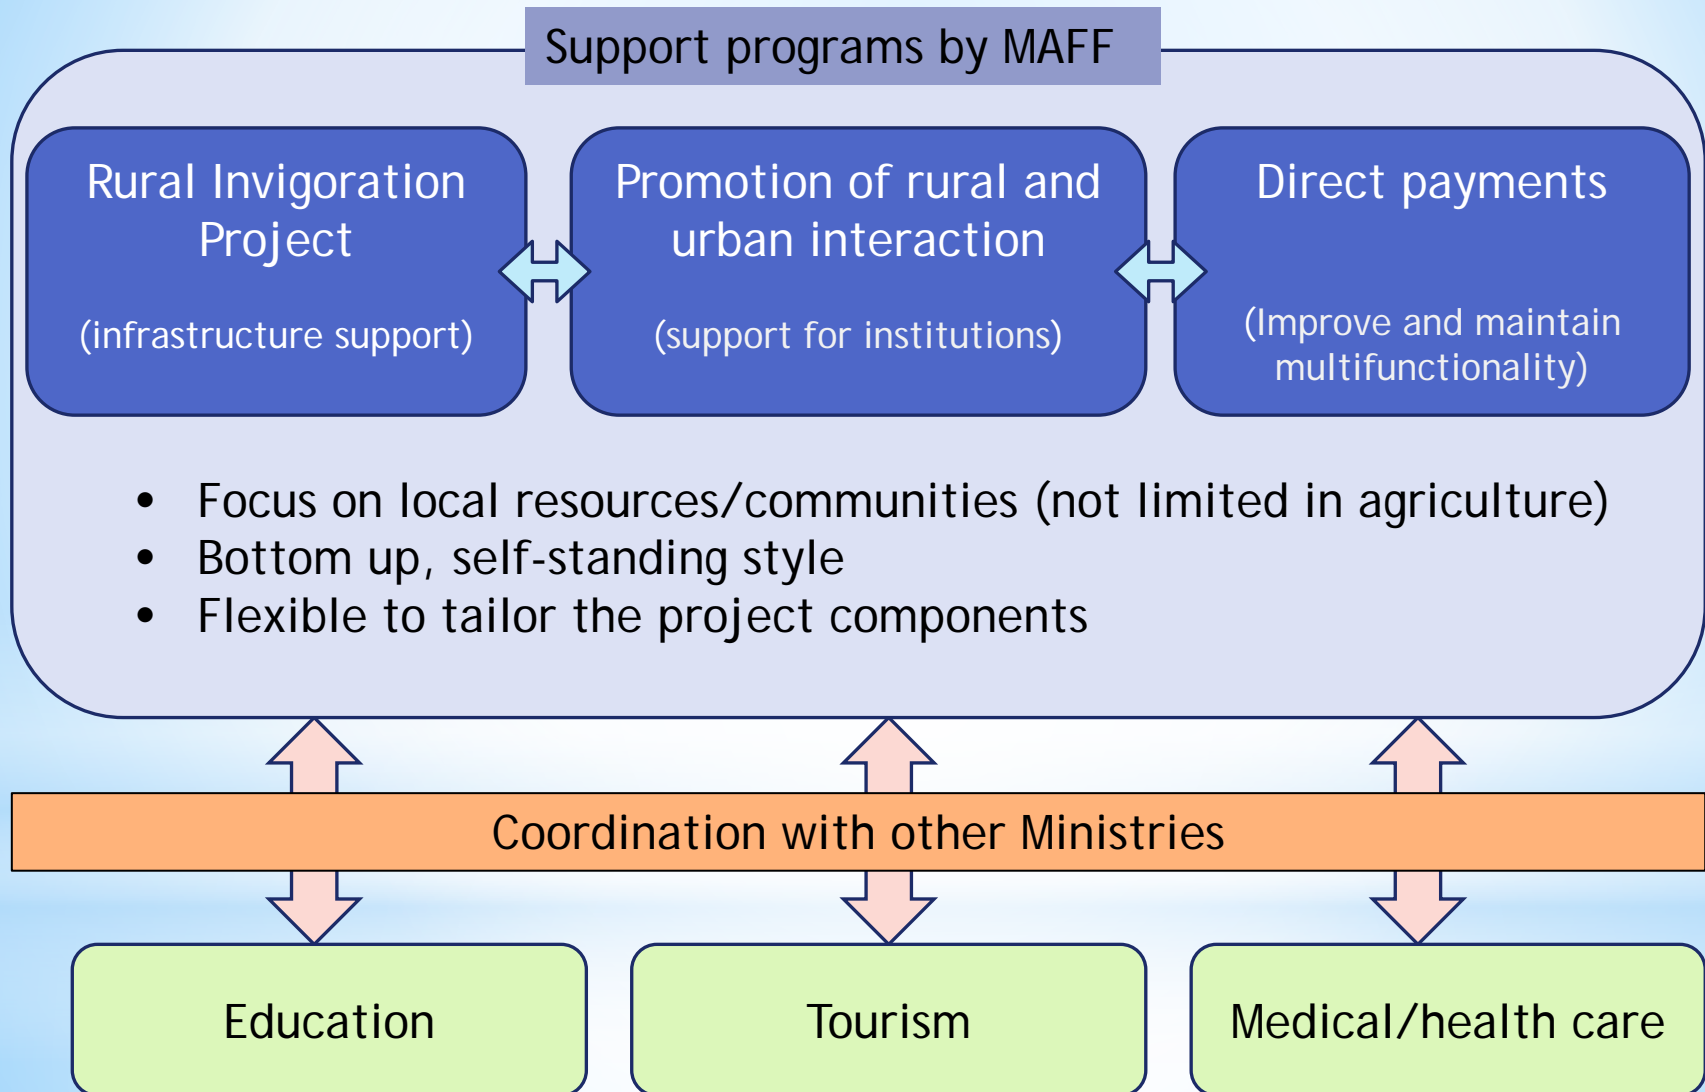 Support programs by MAFF
Rural Invigoration
Project
(infrastructure support)
Promotion of rural and
urban interaction
(support for institutions)
Direct payments
(Improve and maintain
multifunctionality)
• Focus on local resources/communities (not limited in agriculture)
• Bottom up, self-standing style
• Flexible to tailor the project components
Coordination with other Ministries
Education
Tourism
Medical/health care